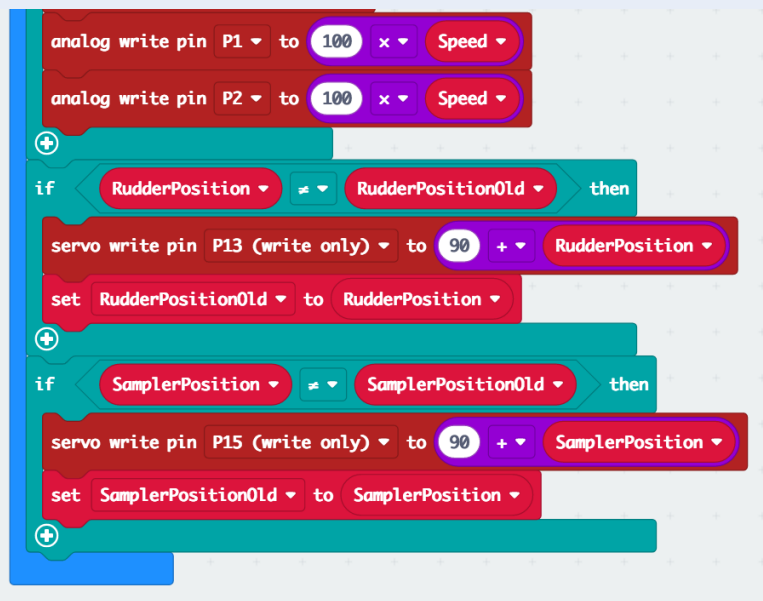 analog write pin P1 to 100 × Speed
analog write pin P2 to 100 × Speed
if RudderPosition ≠ RudderPositionOld then
servo write pin P13 (write only) to 90 + RudderPosition
set RudderPositionOld to RudderPosition
if SamplerPosition ≠ SamplerPositionOld then
servo write pin P15 (write only) to 90 + SamplerPosition
set SamplerPositionOld to SamplerPosition